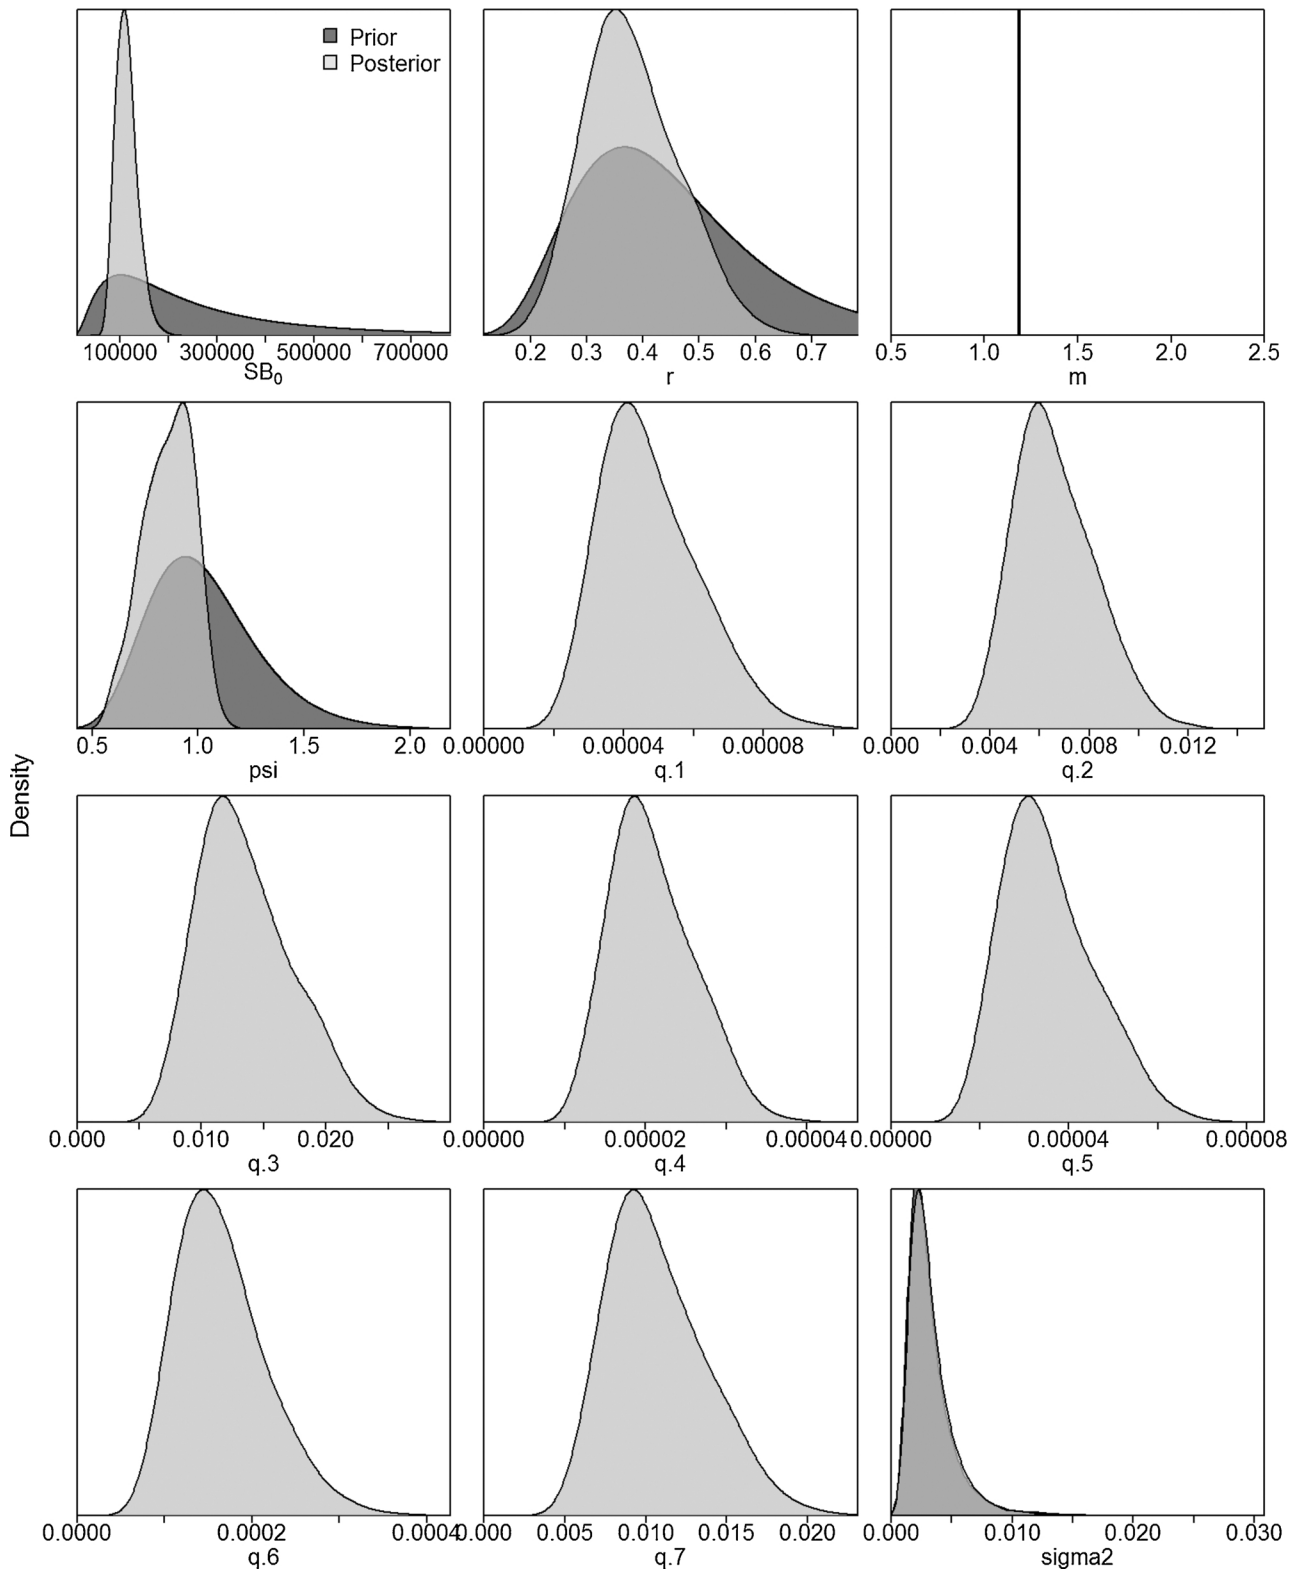 Prior
Posterior
100000 300000 500000 700000
SB₀
0.2 0.3 0.4 0.5 0.6 0.7
r
0.5 1.0 1.5 2.0 2.5
m
0.5 1.0 1.5 2.0
psi
0.00000 0.00004 0.00008
q.1
0.000 0.004 0.008 0.012
q.2
Density
0.000 0.010 0.020
q.3
0.00000 0.00002 0.00004
q.4
0.00000 0.00004 0.00008
q.5
0.0000 0.0002 0.0004
q.6
0.005 0.010 0.015 0.020
q.7
0.000 0.010 0.020 0.030
sigma2